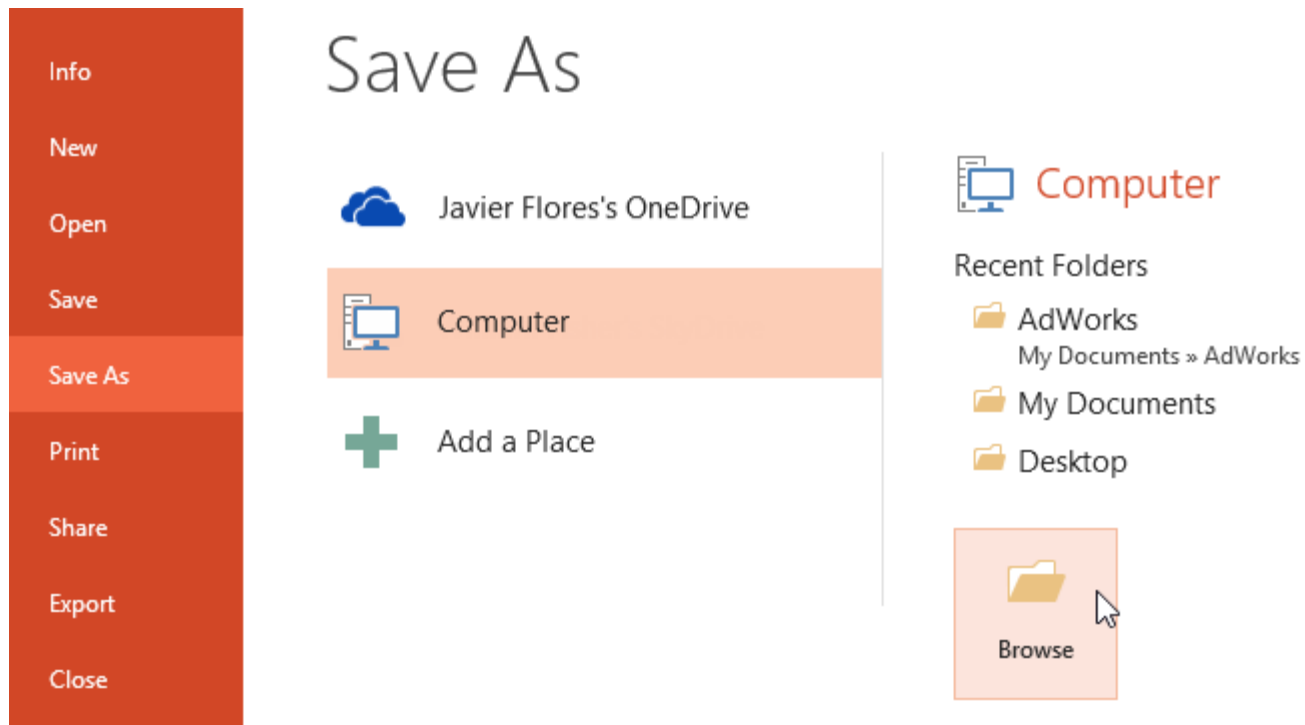 Info
New
Open
Save
Save As
Print
Share
Export
Close
Save As
Javier Flores's OneDrive
Computer
Add a Place
Computer
Recent Folders
AdWorks
My Documents » AdWorks
My Documents
Desktop
Browse